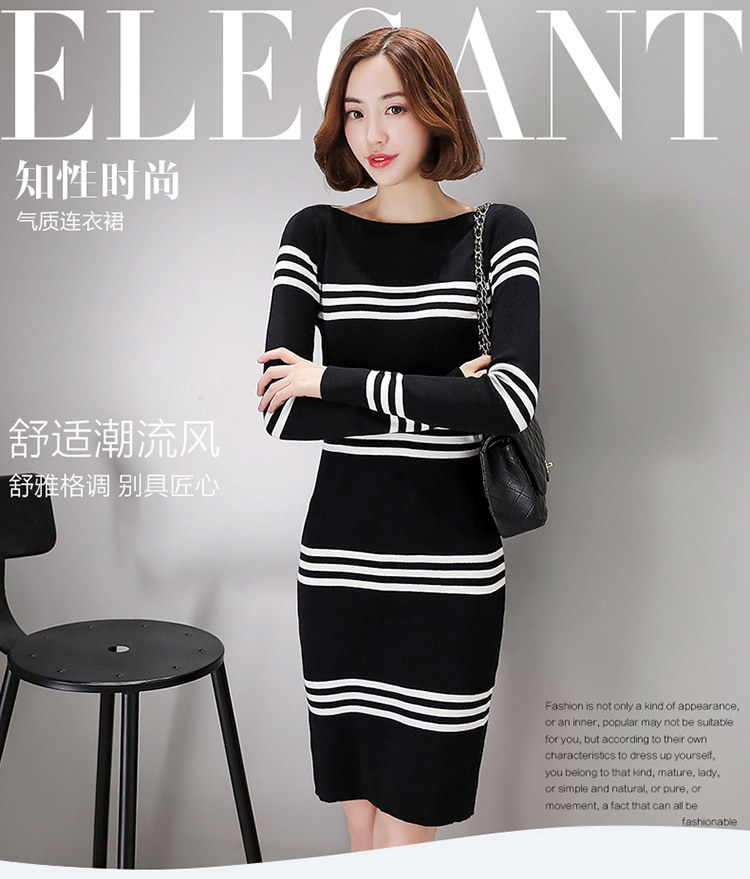 ELEGANT
知性时尚
气质连衣裙
舒适潮流风
舒雅格调 别具匠心
Fashion is not only a kind of appearance,
or an inner, popular may not be suitable
for you, but according to their own
characteristics to dress up yourself,
you belong to that kind, mature, lady,
or simple and natural, or pure, or
movement, a fact that can all be
fashionable